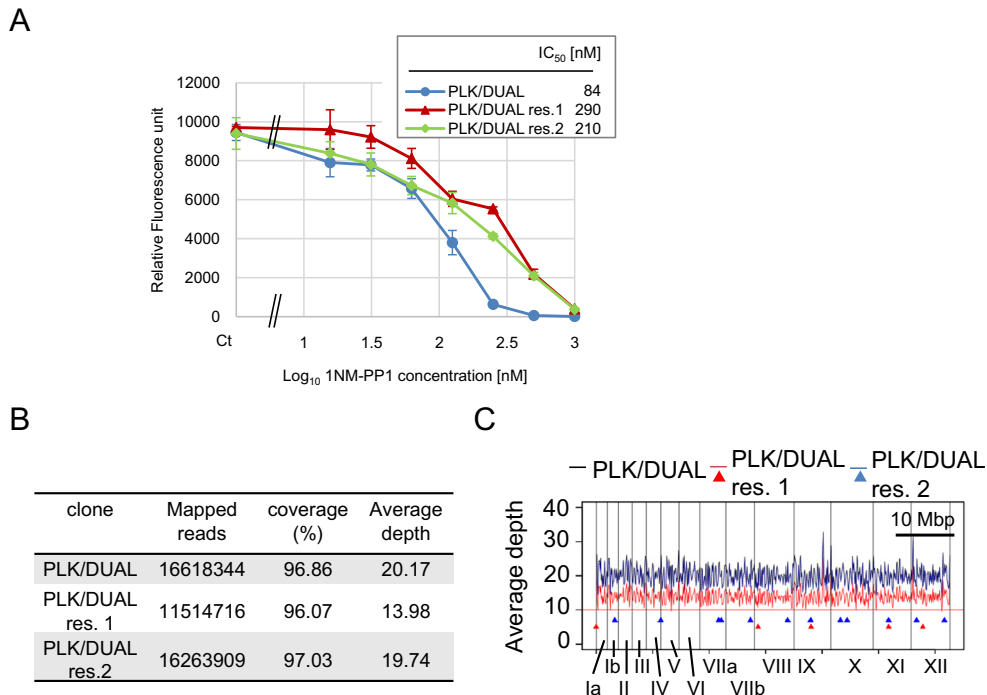 A
IC50 [nM]
PLK/DUAL 84
PLK/DUAL res.1 290
PLK/DUAL res.2 210
Relative Fluorescence unit
12000
10000
8000
6000
4000
2000
0
Ct 1 1.5 2 2.5 3
Log10 1NM-PP1 concentration [nM]
B
clone Mapped reads coverage (%) Average depth
PLK/DUAL 16618344 96.86 20.17
PLK/DUAL res. 1 11514716 96.07 13.98
PLK/DUAL res.2 16263909 97.03 19.74
C
PLK/DUAL
PLK/DUAL res. 1
PLK/DUAL res. 2
Average depth
40
30
20
10
0
10 Mbp
Ia Ib II III IV V VI VIIa VIIb VIII IX X XI XII